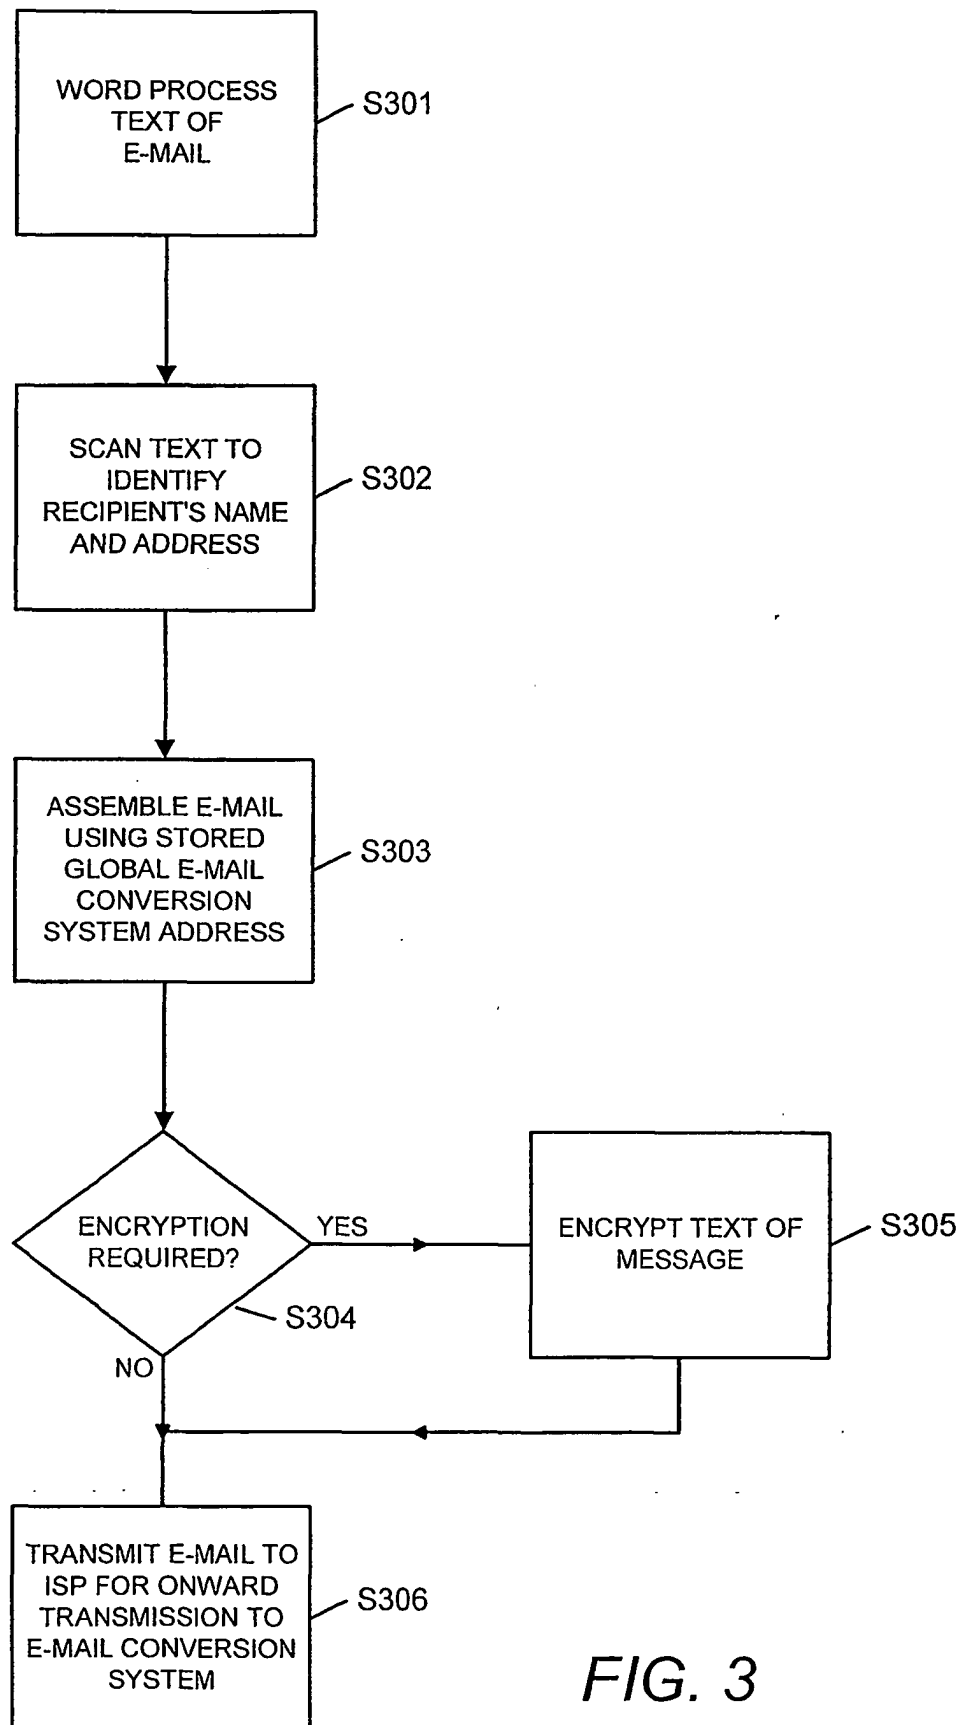 WORD PROCESS
TEXT OF
E-MAIL
S301
SCAN TEXT TO
IDENTIFY
RECIPIENT'S NAME
AND ADDRESS
S302
ASSEMBLE E-MAIL
USING STORED
GLOBAL E-MAIL
CONVERSION
SYSTEM ADDRESS
S303
ENCRYPTION
REQUIRED?
YES
S304
NO
ENCRYPT TEXT OF
MESSAGE
S305
TRANSMIT E-MAIL TO
ISP FOR ONWARD
TRANSMISSION TO
E-MAIL CONVERSION
SYSTEM
S306
FIG. 3